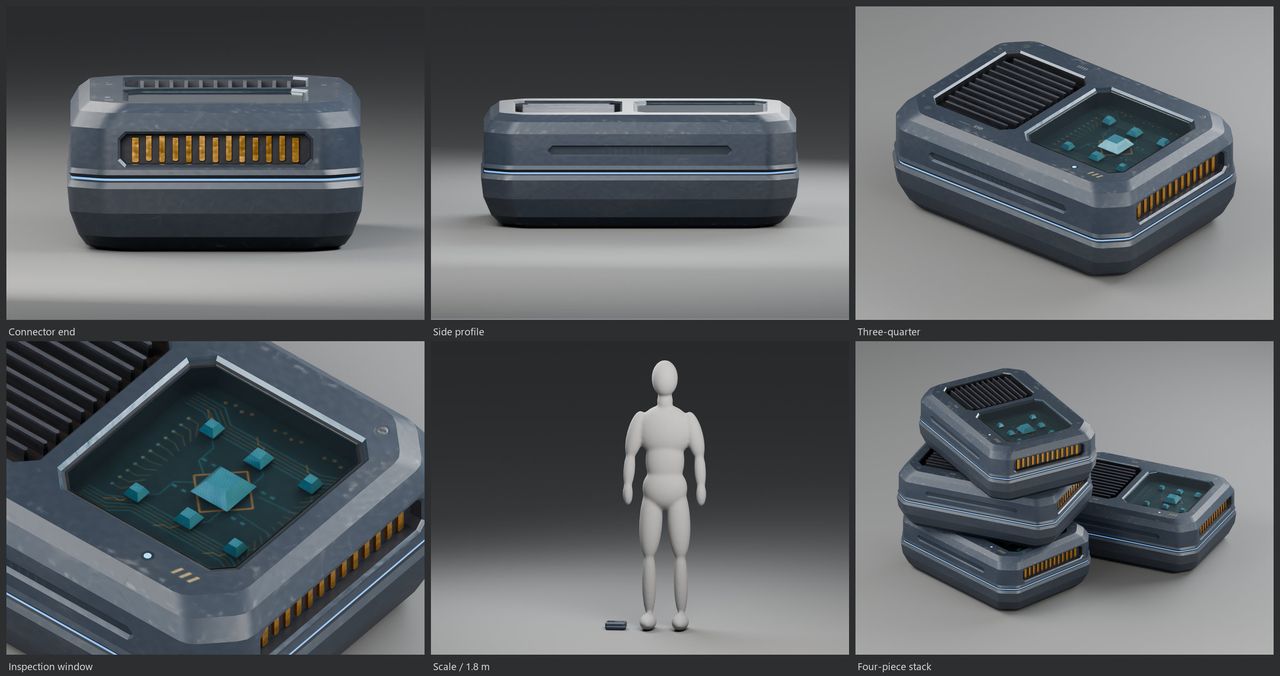 Connector end
Side profile
Three-quarter
Inspection window
Scale / 1.8 m
Four-piece stack